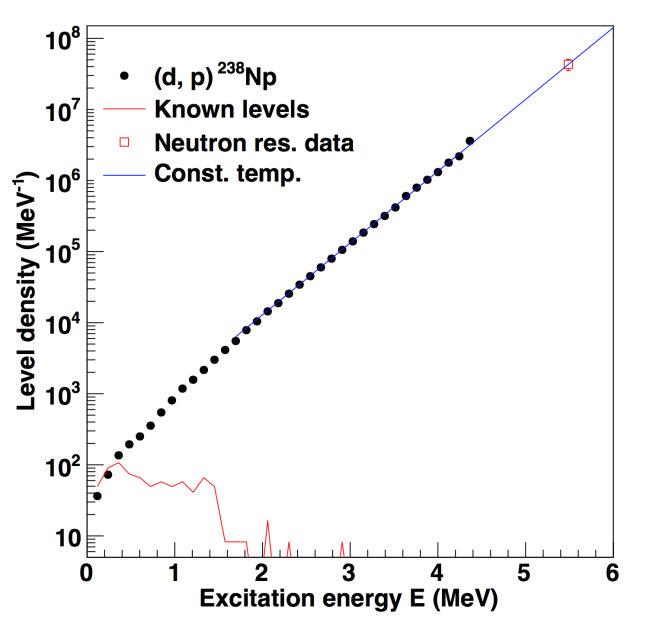 10⁸
10⁷
10⁶
10⁵
10⁴
10³
10²
10
Level density (MeV⁻¹)
(d, p) ²³⁸Np
Known levels
Neutron res. data
Const. temp.
0 1 2 3 4 5 6
Excitation energy E (MeV)